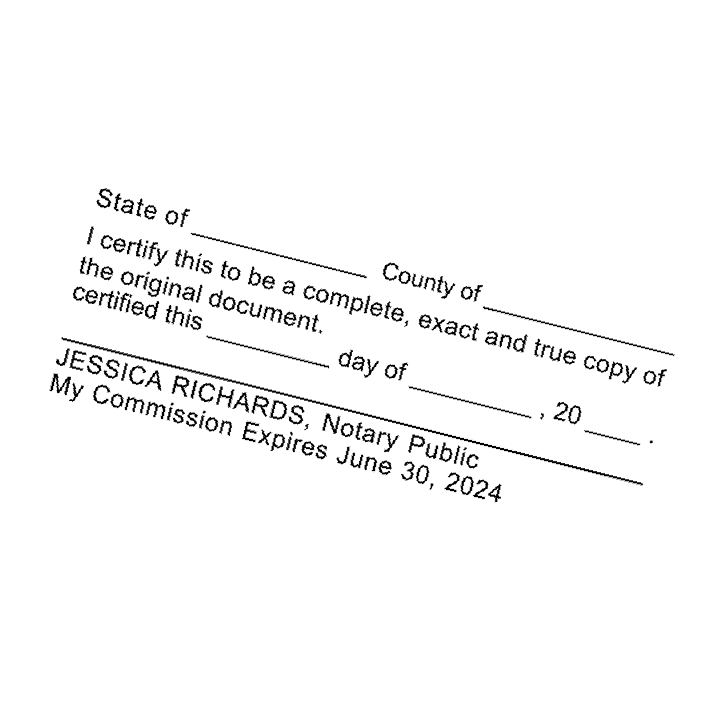 State of ____________ County of ____________
I certify this to be a complete, exact and true copy of
the original document.
certified this ________ day of ________ , 20 ____ .
JESSICA RICHARDS, Notary Public
My Commission Expires June 30, 2024